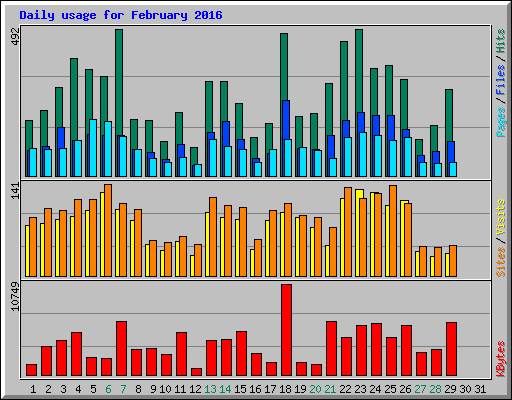 Daily usage for February 2016
492
Pages / Files / Hits
141
Sites / Visits
10749
KBytes
1 2 3 4 5 6 7 8 9 10 11 12 13 14 15 16 17 18 19 20 21 22 23 24 25 26 27 28 29 30 31